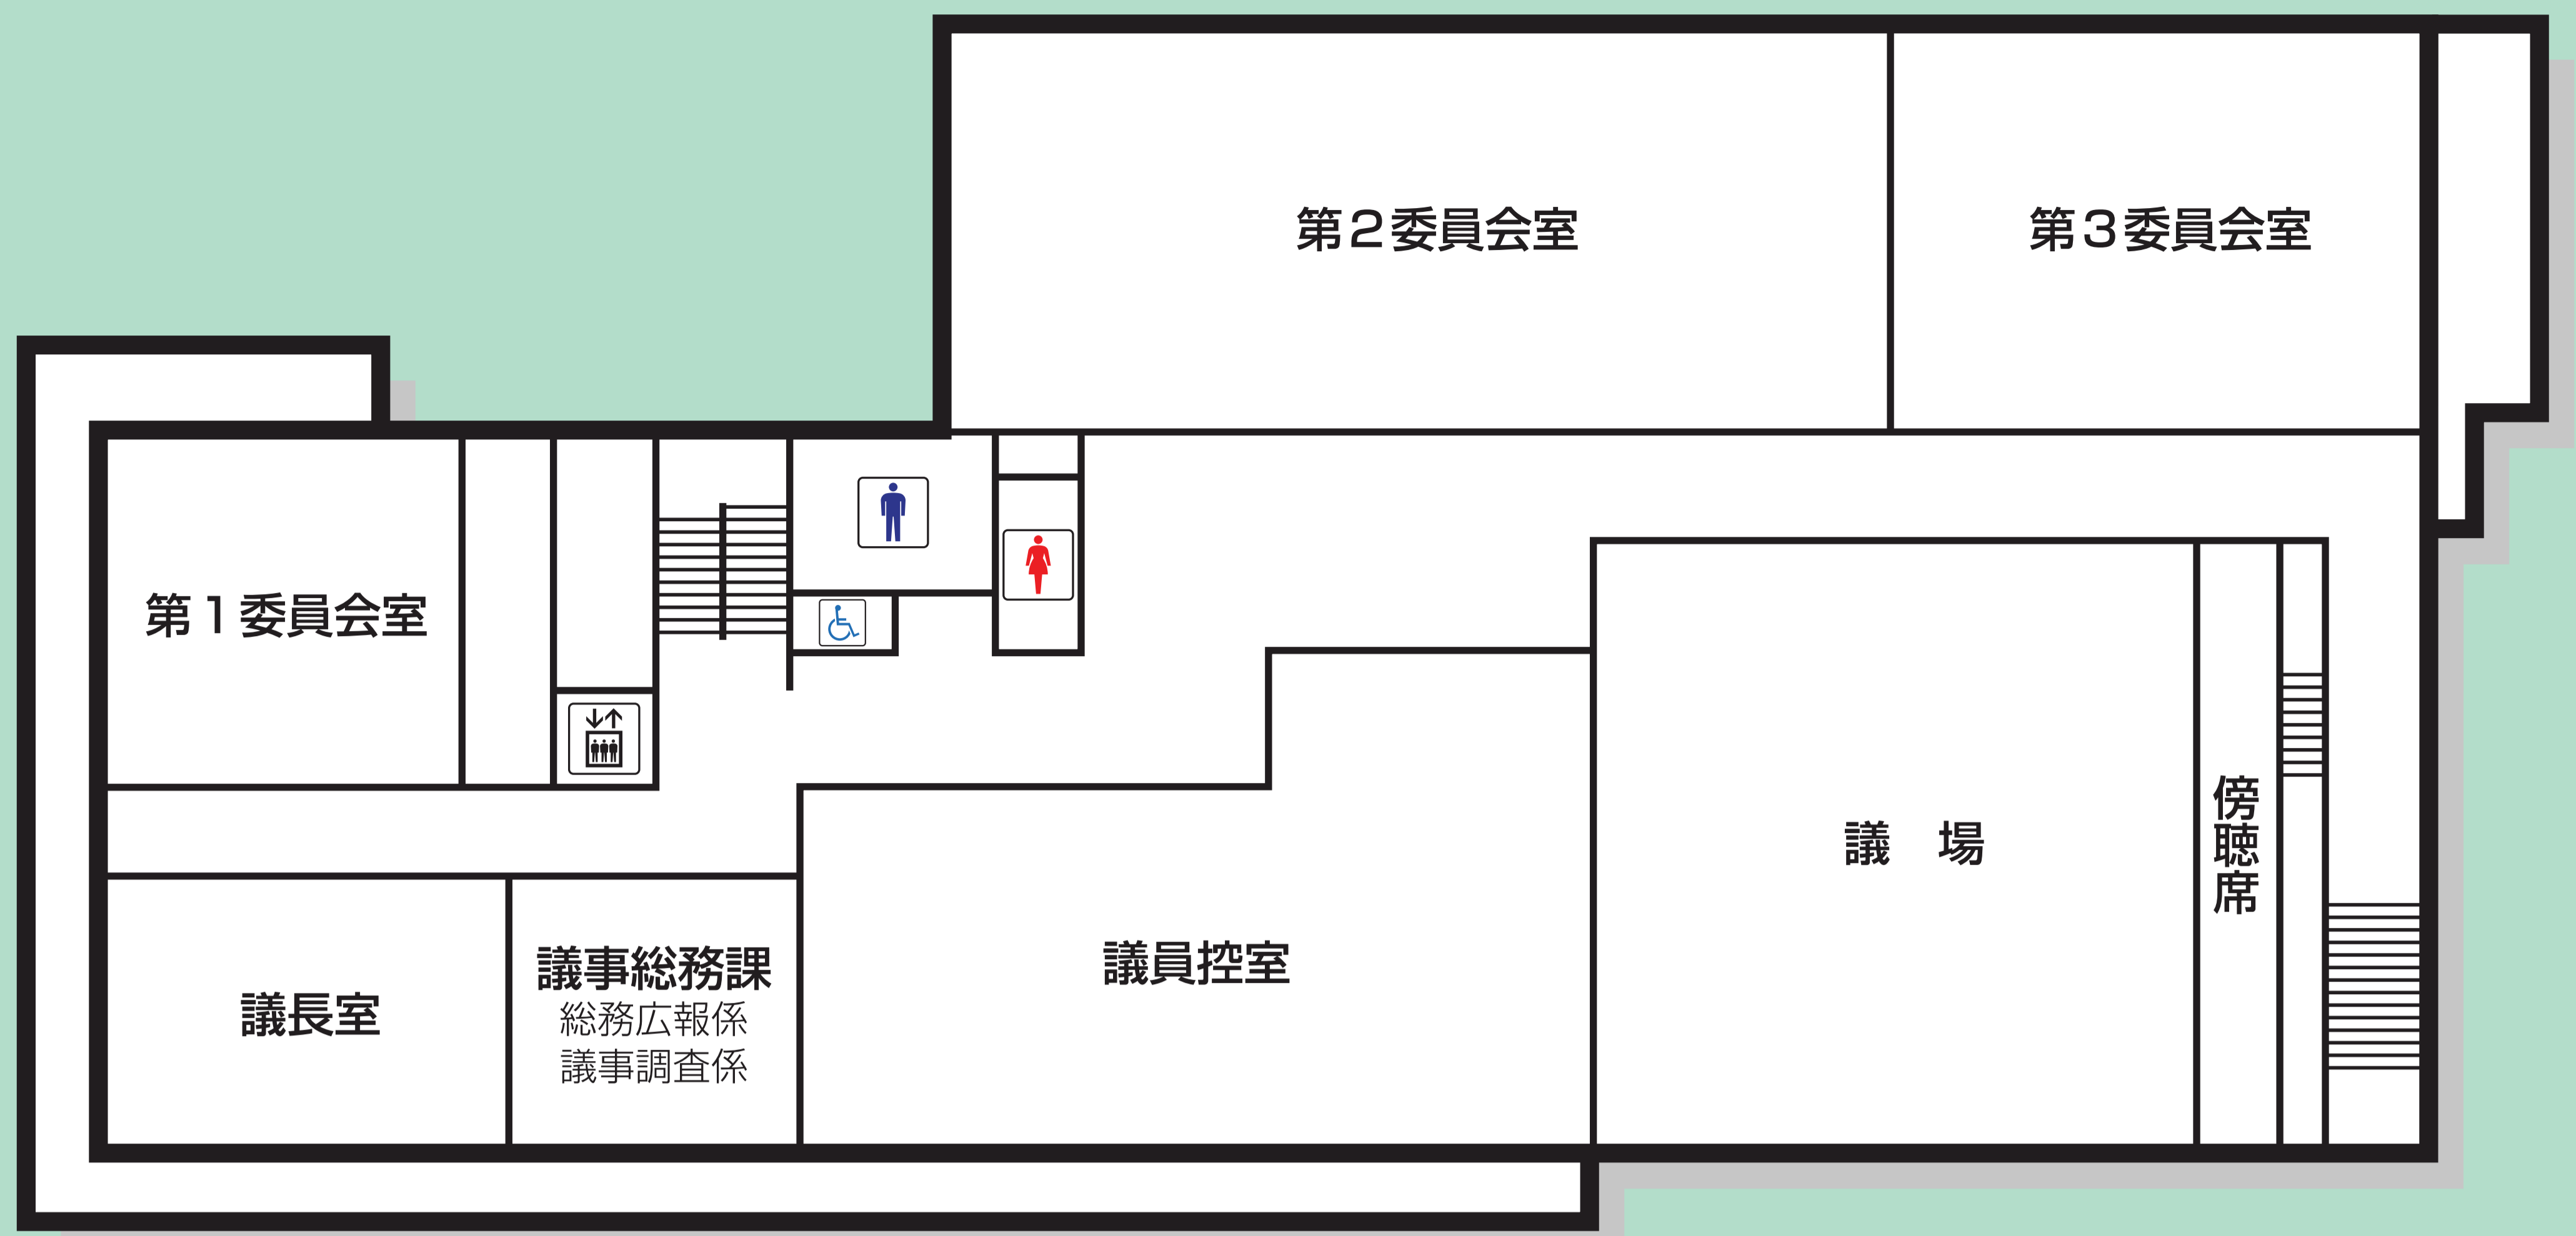 第２委員会室
第３委員会室
第１委員会室
議　場
傍聴席
議員控室
議長室
議事総務課
総務広報係
議事調査係